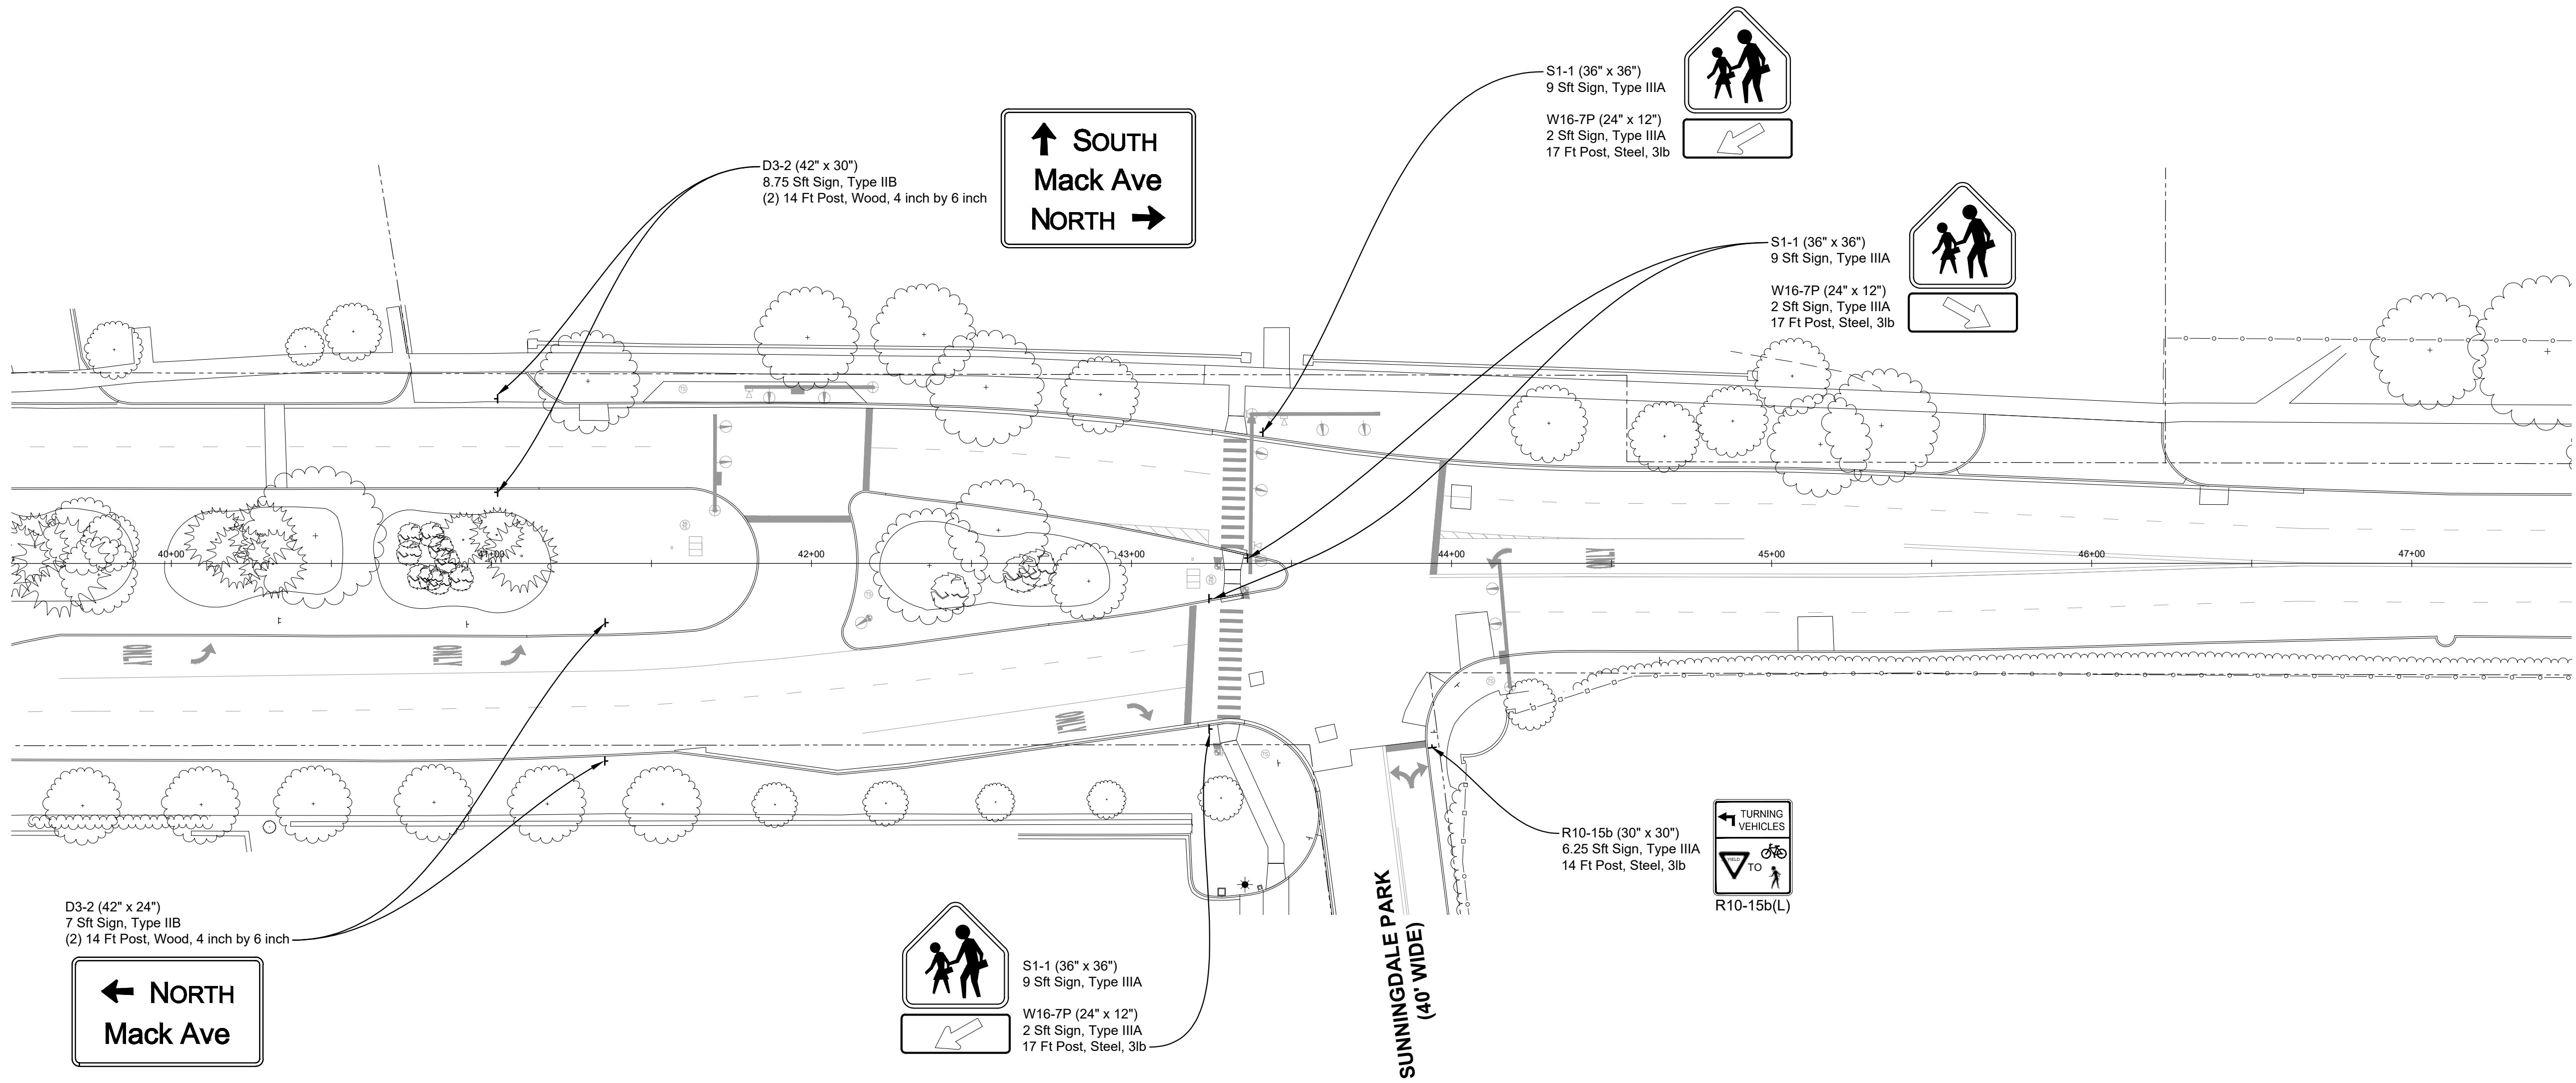 S1-1 (36" x 36")
9 Sft Sign, Type IIIA
W16-7P (24" x 12")
2 Sft Sign, Type IIIA
17 Ft Post, Steel, 3lb
D3-2 (42" x 30")
8.75 Sft Sign, Type IIB
(2) 14 Ft Post, Wood, 4 inch by 6 inch
SOUTH
Mack Ave
NORTH
S1-1 (36" x 36")
9 Sft Sign, Type IIIA
W16-7P (24" x 12")
2 Sft Sign, Type IIIA
17 Ft Post, Steel, 3lb
40+00
41+00
42+00
43+00
44+00
45+00
46+00
47+00
ONLY
ONLY
ONLY
ONLY
R10-15b (30" x 30")
6.25 Sft Sign, Type IIIA
14 Ft Post, Steel, 3lb
TURNING
VEHICLES
YIELD
TO
R10-15b(L)
D3-2 (42" x 24")
7 Sft Sign, Type IIB
(2) 14 Ft Post, Wood, 4 inch by 6 inch
NORTH
Mack Ave
S1-1 (36" x 36")
9 Sft Sign, Type IIIA
W16-7P (24" x 12")
2 Sft Sign, Type IIIA
17 Ft Post, Steel, 3lb
SUNNINGDALE PARK
(40' WIDE)